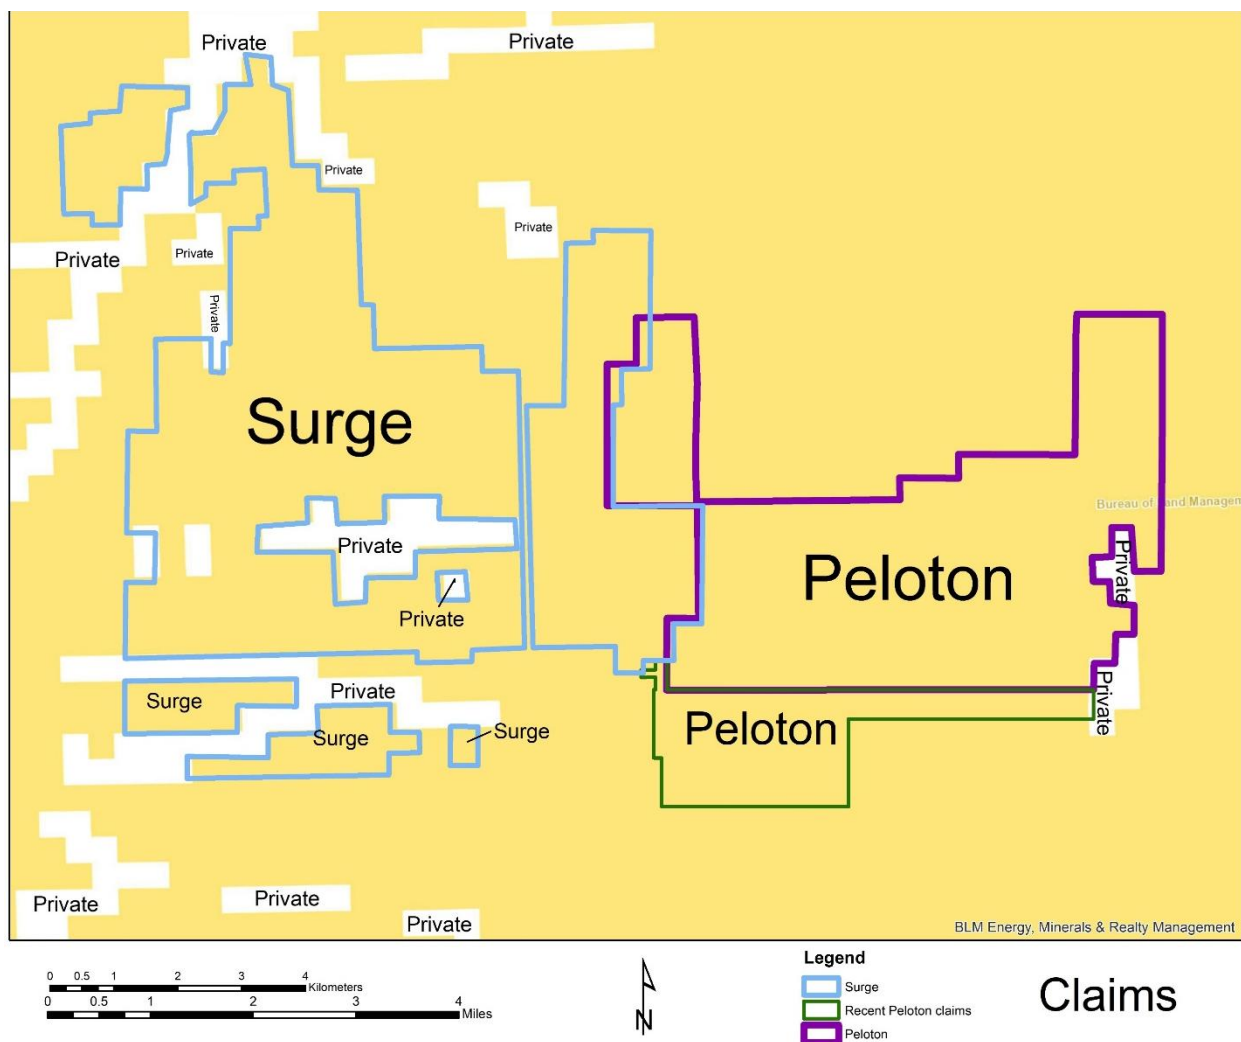 Private
Private
Private
Private
Private
Private
Private
Surge
Bureau of Land Managem
Private
Peloton
Private
Private
Private
Surge
Private
Peloton
Surge
Surge
Private
Private
Private
BLM Energy, Minerals & Realty Management
0 0.5 1 2 3 4
Kilometers
0 0.5 1 2 3 4
Miles
N
Legend
Surge
Recent Peloton claims
Peloton
Claims